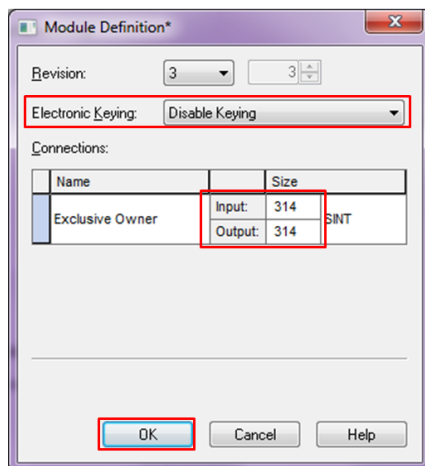 Module Definition*
Revision: 3 3
Electronic Keying: Disable Keying
Connections:
Name Size
Exclusive Owner Input: 314 SINT
Output: 314
OK Cancel Help